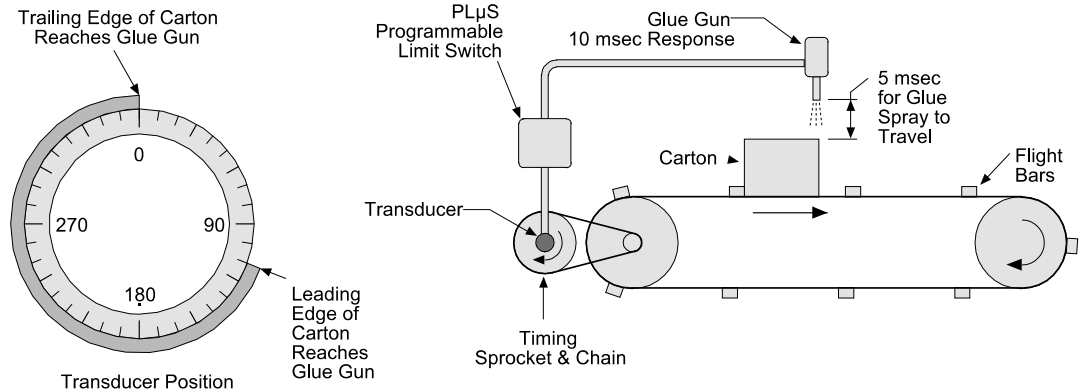 Trailing Edge of Carton
Reaches Glue Gun
0
270
90
180
Leading
Edge of
Carton
Reaches
Glue Gun
Transducer Position
PLµS
Programmable
Limit Switch
Glue Gun
10 msec Response
5 msec
for Glue
Spray to
Travel
Carton
Flight
Bars
Transducer
Timing
Sprocket & Chain